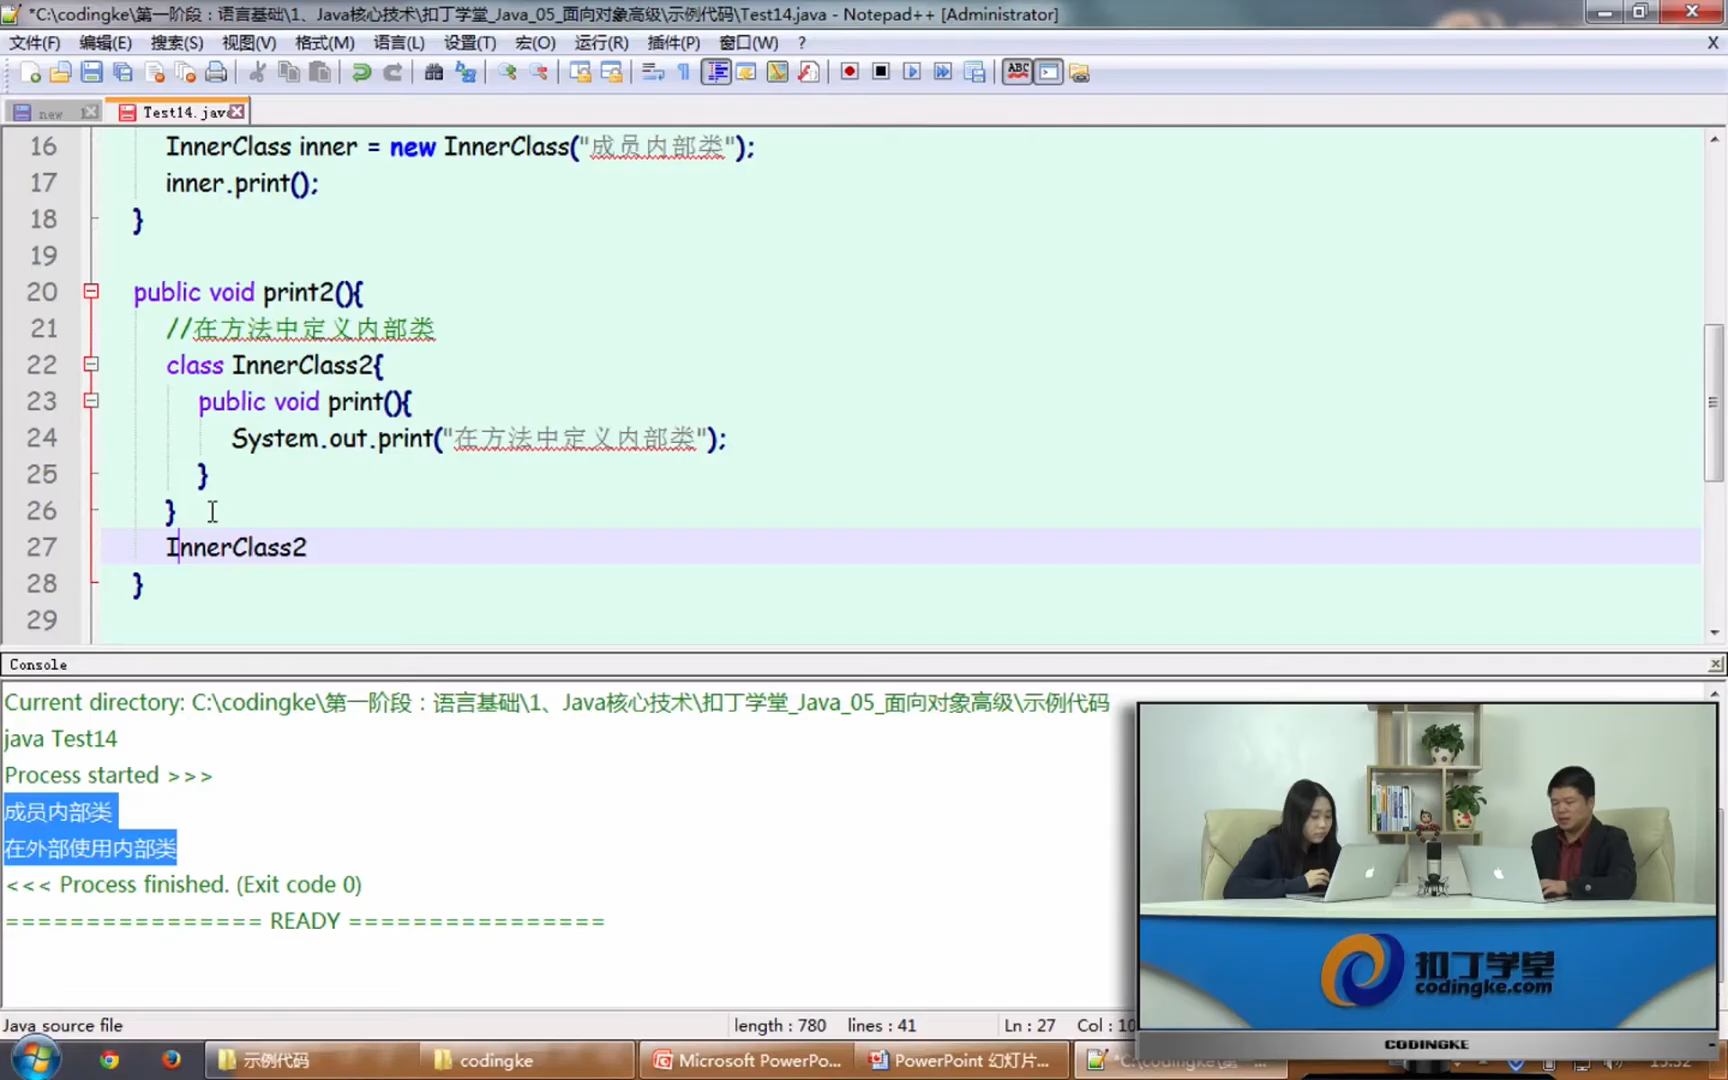 *C:\codingke\第一阶段：语言基础\1、Java核心技术\扣丁学堂_Java_05_面向对象高级\示例代码\Test14.java - Notepad++ [Administrator]
文件(F) 编辑(E) 搜索(S) 视图(V) 格式(M) 语言(L) 设置(T) 宏(O) 运行(R) 插件(P) 窗口(W) ? X
new Test14.java
16 InnerClass inner = new InnerClass("成员内部类");
17 inner.print();
18 }
19
20 public void print2(){
21 //在方法中定义内部类
22 class InnerClass2{
23 public void print(){
24 System.out.print("在方法中定义内部类");
25 }
26 }
27 InnerClass2
28 }
29
Console
Current directory: C:\codingke\第一阶段：语言基础\1、Java核心技术\扣丁学堂_Java_05_面向对象高级\示例代码
java Test14
Process started >>>
成员内部类
在外部使用内部类
<<< Process finished. (Exit code 0)
================ READY ================
扣丁学堂
codingke.com
CODINGKE
Java source file length : 780 lines : 41 Ln : 27 Col : 10
示例代码 codingke Microsoft PowerPo... PowerPoint 幻灯片...